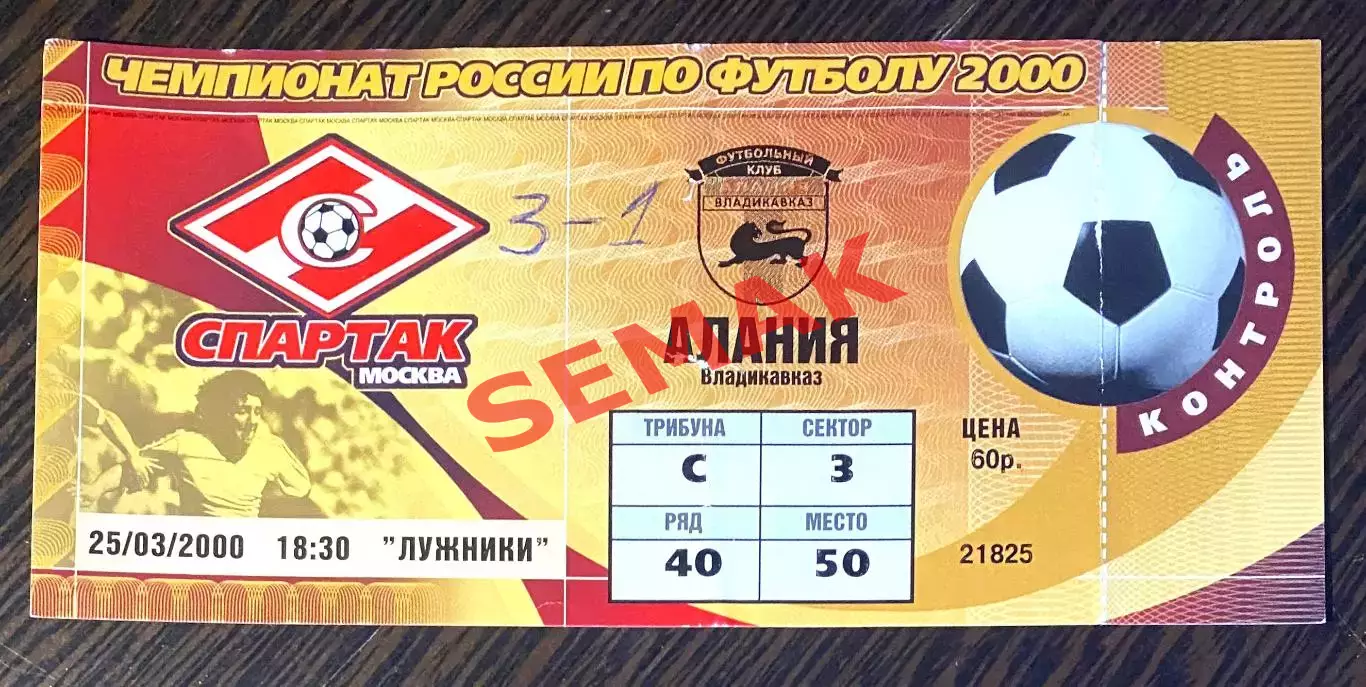 ЧЕМПИОНАТ РОССИИ ПО ФУТБОЛУ 2000
СПАРТАК
МОСКВА
3-1
ФУТБОЛЬНЫЙ
КЛУБ
ВЛАДИКАВКАЗ
АЛАНИЯ
Владикавказ
SEMAK
КОНТРОЛЬ
ТРИБУНА СЕКТОР
С 3
РЯД МЕСТО
40 50
ЦЕНА
60р.
21825
25/03/2000 18:30 "ЛУЖНИКИ"